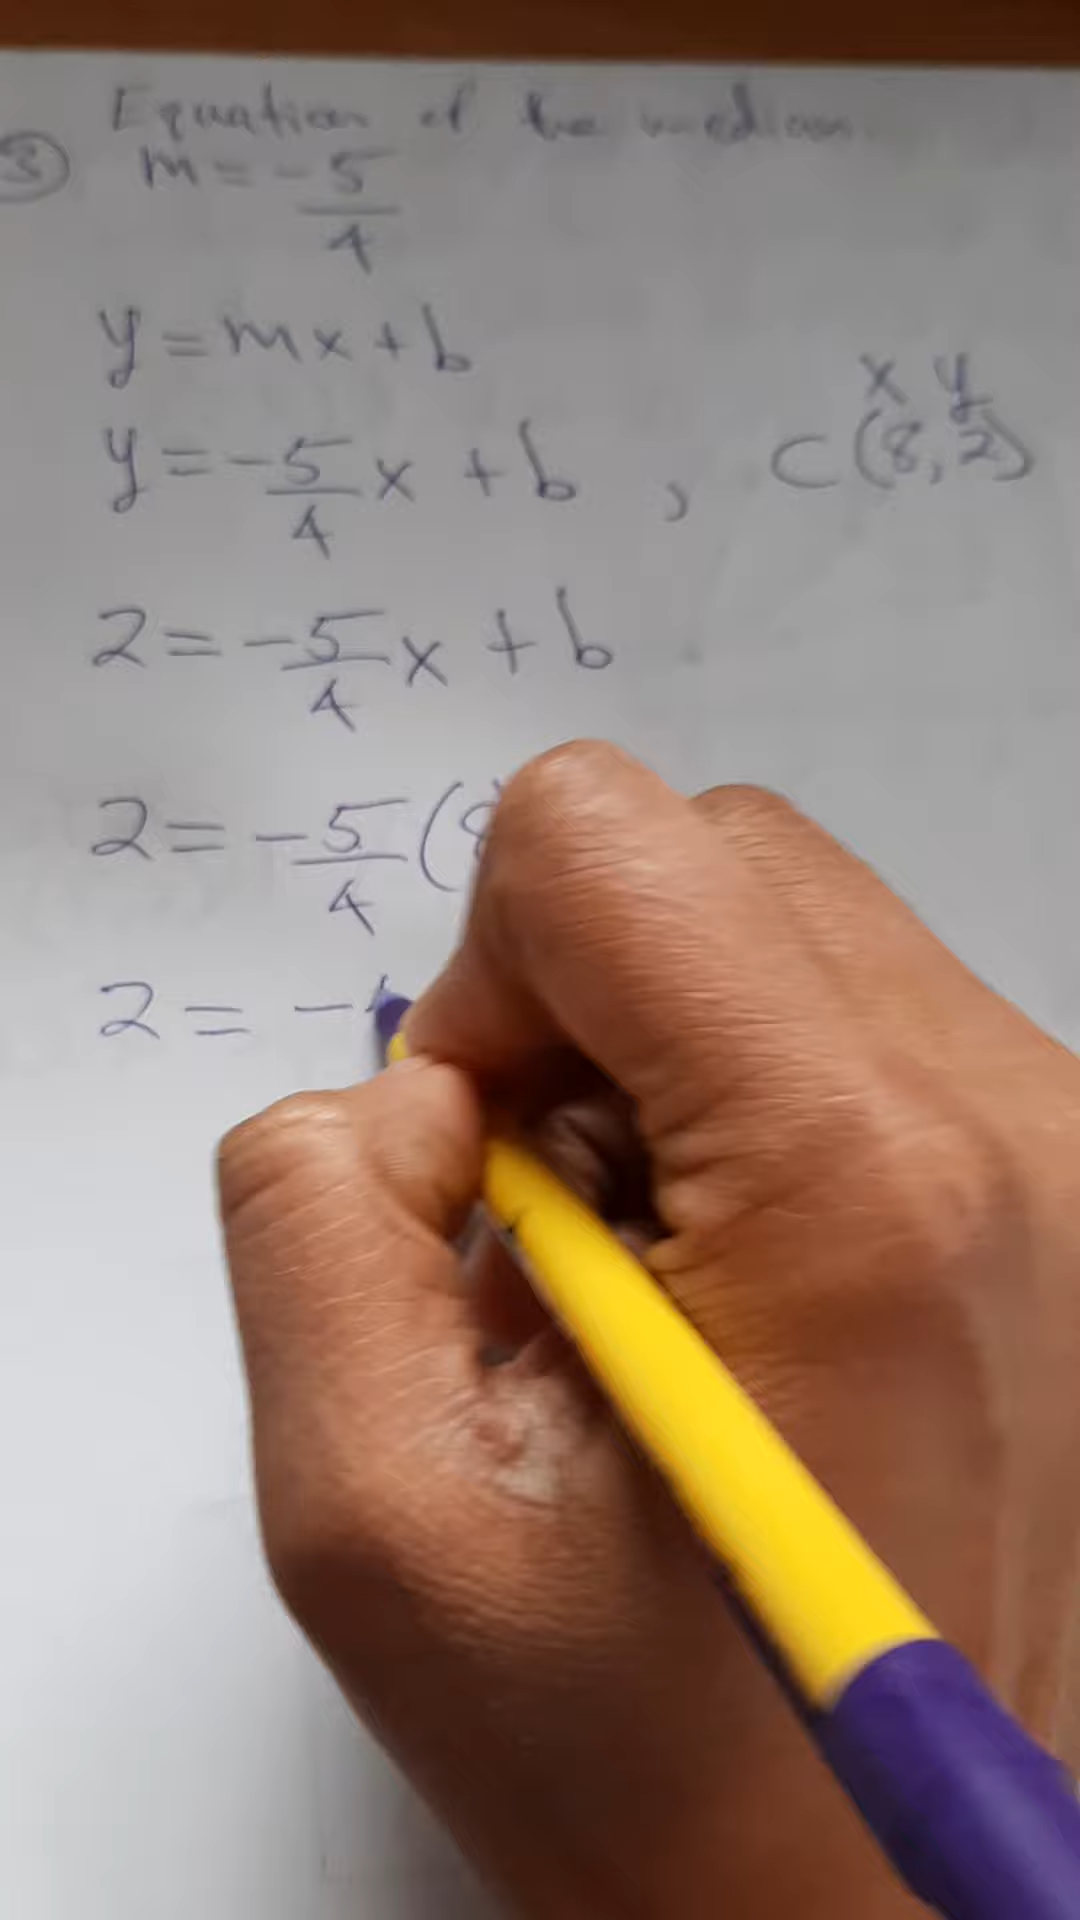 Equation of the median
③ m = -5/4
y = mx + b
x y
y = -5/4 x + b , C (8, 2)
2 = -5/4 x + b
2 = -5/4 (8
2 = -